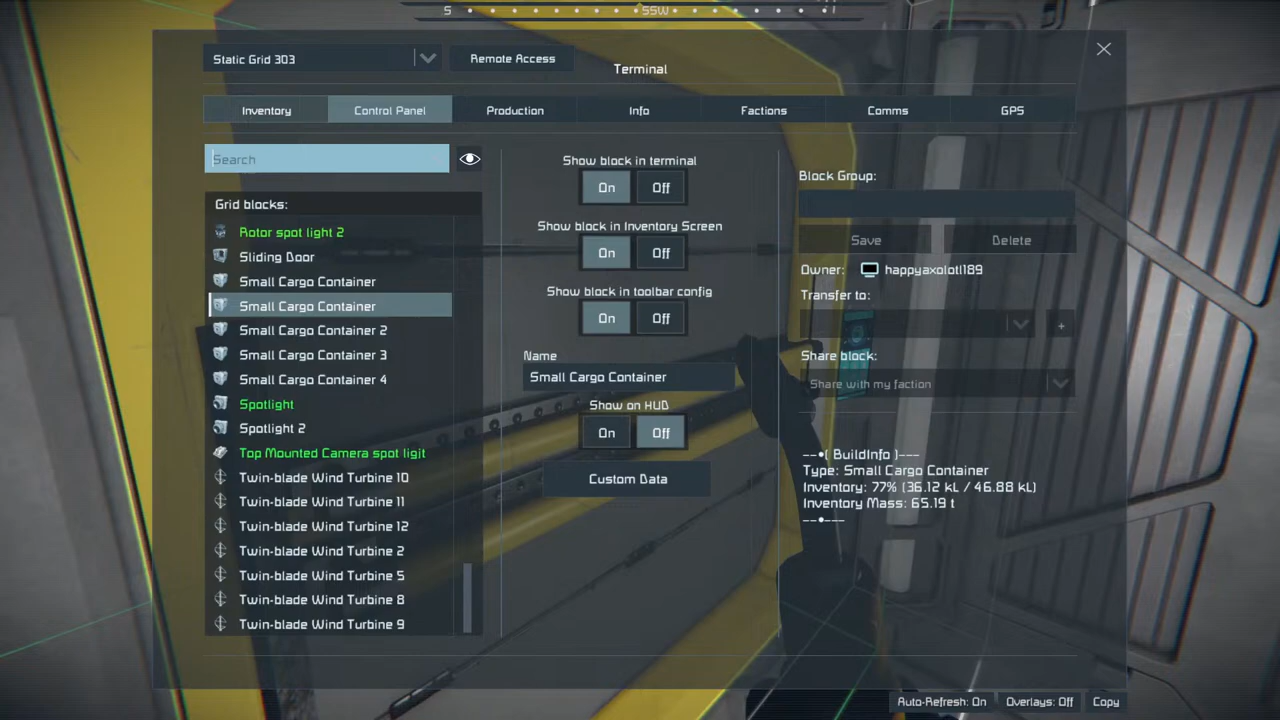 S
SSW
Static Grid 303
Remote Access
Terminal
Inventory
Control Panel
Production
Info
Factions
Comms
GPS
Search
Grid blocks:
Rotor spot light 2
Sliding Door
Small Cargo Container
Small Cargo Container
Small Cargo Container 2
Small Cargo Container 3
Small Cargo Container 4
Spotlight
Spotlight 2
Top Mounted Camera spot ligit
Twin-blade Wind Turbine 10
Twin-blade Wind Turbine 11
Twin-blade Wind Turbine 12
Twin-blade Wind Turbine 2
Twin-blade Wind Turbine 5
Twin-blade Wind Turbine 8
Twin-blade Wind Turbine 9
Show block in terminal
On Off
Show block in Inventory Screen
On Off
Show block in toolbar config
On Off
Name
Small Cargo Container
Show on HUD
On Off
Custom Data
Block Group:
Save
Delete
Owner: happyaxolotl189
Transfer to:
+
Share block:
Share with my faction
--•( BuildInfo )---
Type: Small Cargo Container
Inventory: 77% (36.12 kL / 46.88 kL)
Inventory Mass: 65.19 t
--•---
Auto-Refresh: On
Overlays: Off
Copy